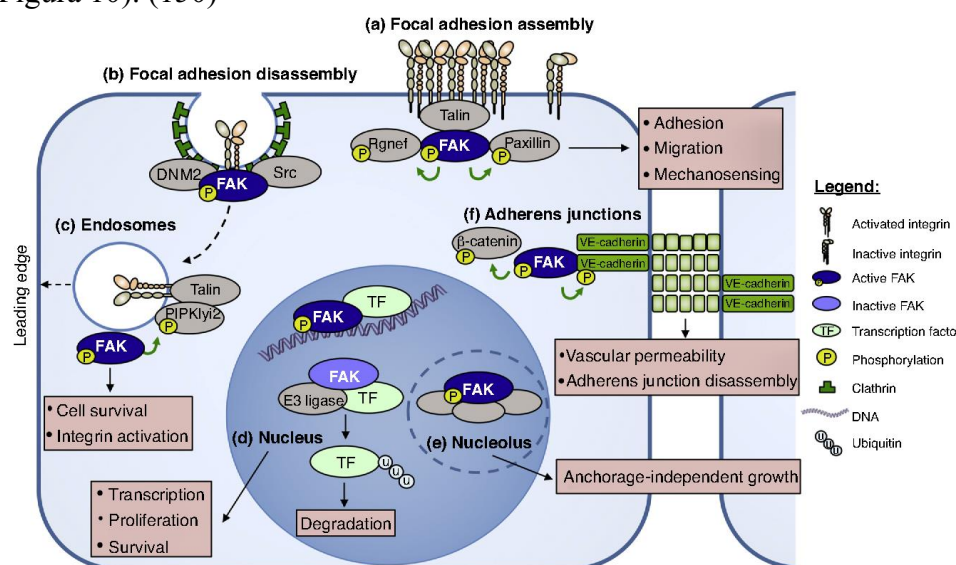 Figura 10). (150)
(a) Focal adhesion assembly
(b) Focal adhesion disassembly
Talin
Rgnef
FAK
Paxillin
P
P
P
• Adhesion
• Migration
• Mechanosensing
DNM2
FAK
Src
P
(c) Endosomes
Talin
PIPKIyi2
P
FAK
P
Leading edge
• Cell survival
• Integrin activation
(f) Adherens junctions
β-catenin
P
FAK
P
P
VE-cadherin
VE-cadherin
VE-cadherin
VE-cadherin
•Vascular permeability
•Adherens junction disassembly
TF
FAK
P
FAK
E3 ligase
TF
(d) Nucleus
TF
U
U
U
Degradation
FAK
P
(e) Nucleolus
Anchorage-independent growth
• Transcription
• Proliferation
• Survival
Legend:
Activated integrin
Inactive integrin
Active FAK
Inactive FAK
TF
Transcription facto
P
Phosphorylation
Clathrin
DNA
U
U
U
Ubiquitin